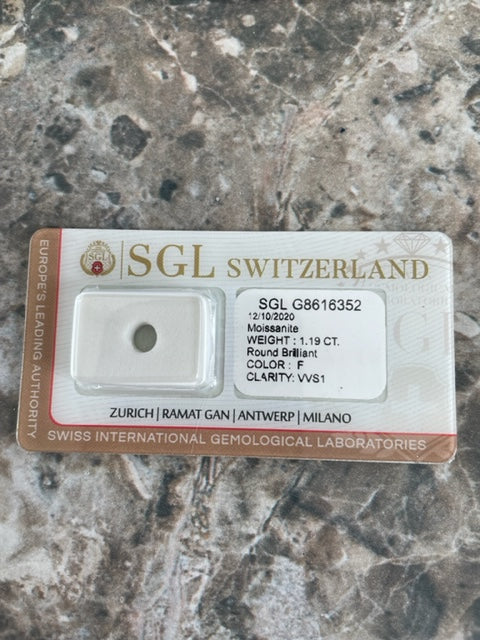 SGL
SGL SWITZERLAND
EUROPE'S LEADING AUTHORITY
SGL G8616352
12/10/2020
Moissanite
WEIGHT : 1.19 CT.
Round Brilliant
COLOR : F
CLARITY: VVS1
ZURICH | RAMAT GAN | ANTWERP | MILANO
SWISS INTERNATIONAL GEMOLOGICAL LABORATORIES